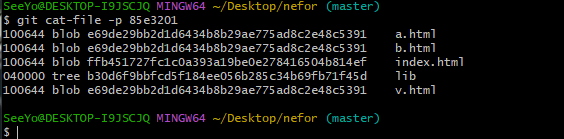 SeeYo@DESKTOP-I9JSCJQ MINGW64 ~/Desktop/nefor (master)
$ git cat-file -p 85e3201
100644 blob e69de29bb2d1d6434b8b29ae775ad8c2e48c5391    a.html
100644 blob e69de29bb2d1d6434b8b29ae775ad8c2e48c5391    b.html
100644 blob ffb451727fc1c0a393a19be0e278416504b814ef    index.html
040000 tree b30d6f9bbfcd5f184ee056b285c34b69fb71f45d    lib
100644 blob e69de29bb2d1d6434b8b29ae775ad8c2e48c5391    v.html
SeeYo@DESKTOP-I9JSCJQ MINGW64 ~/Desktop/nefor (master)
$